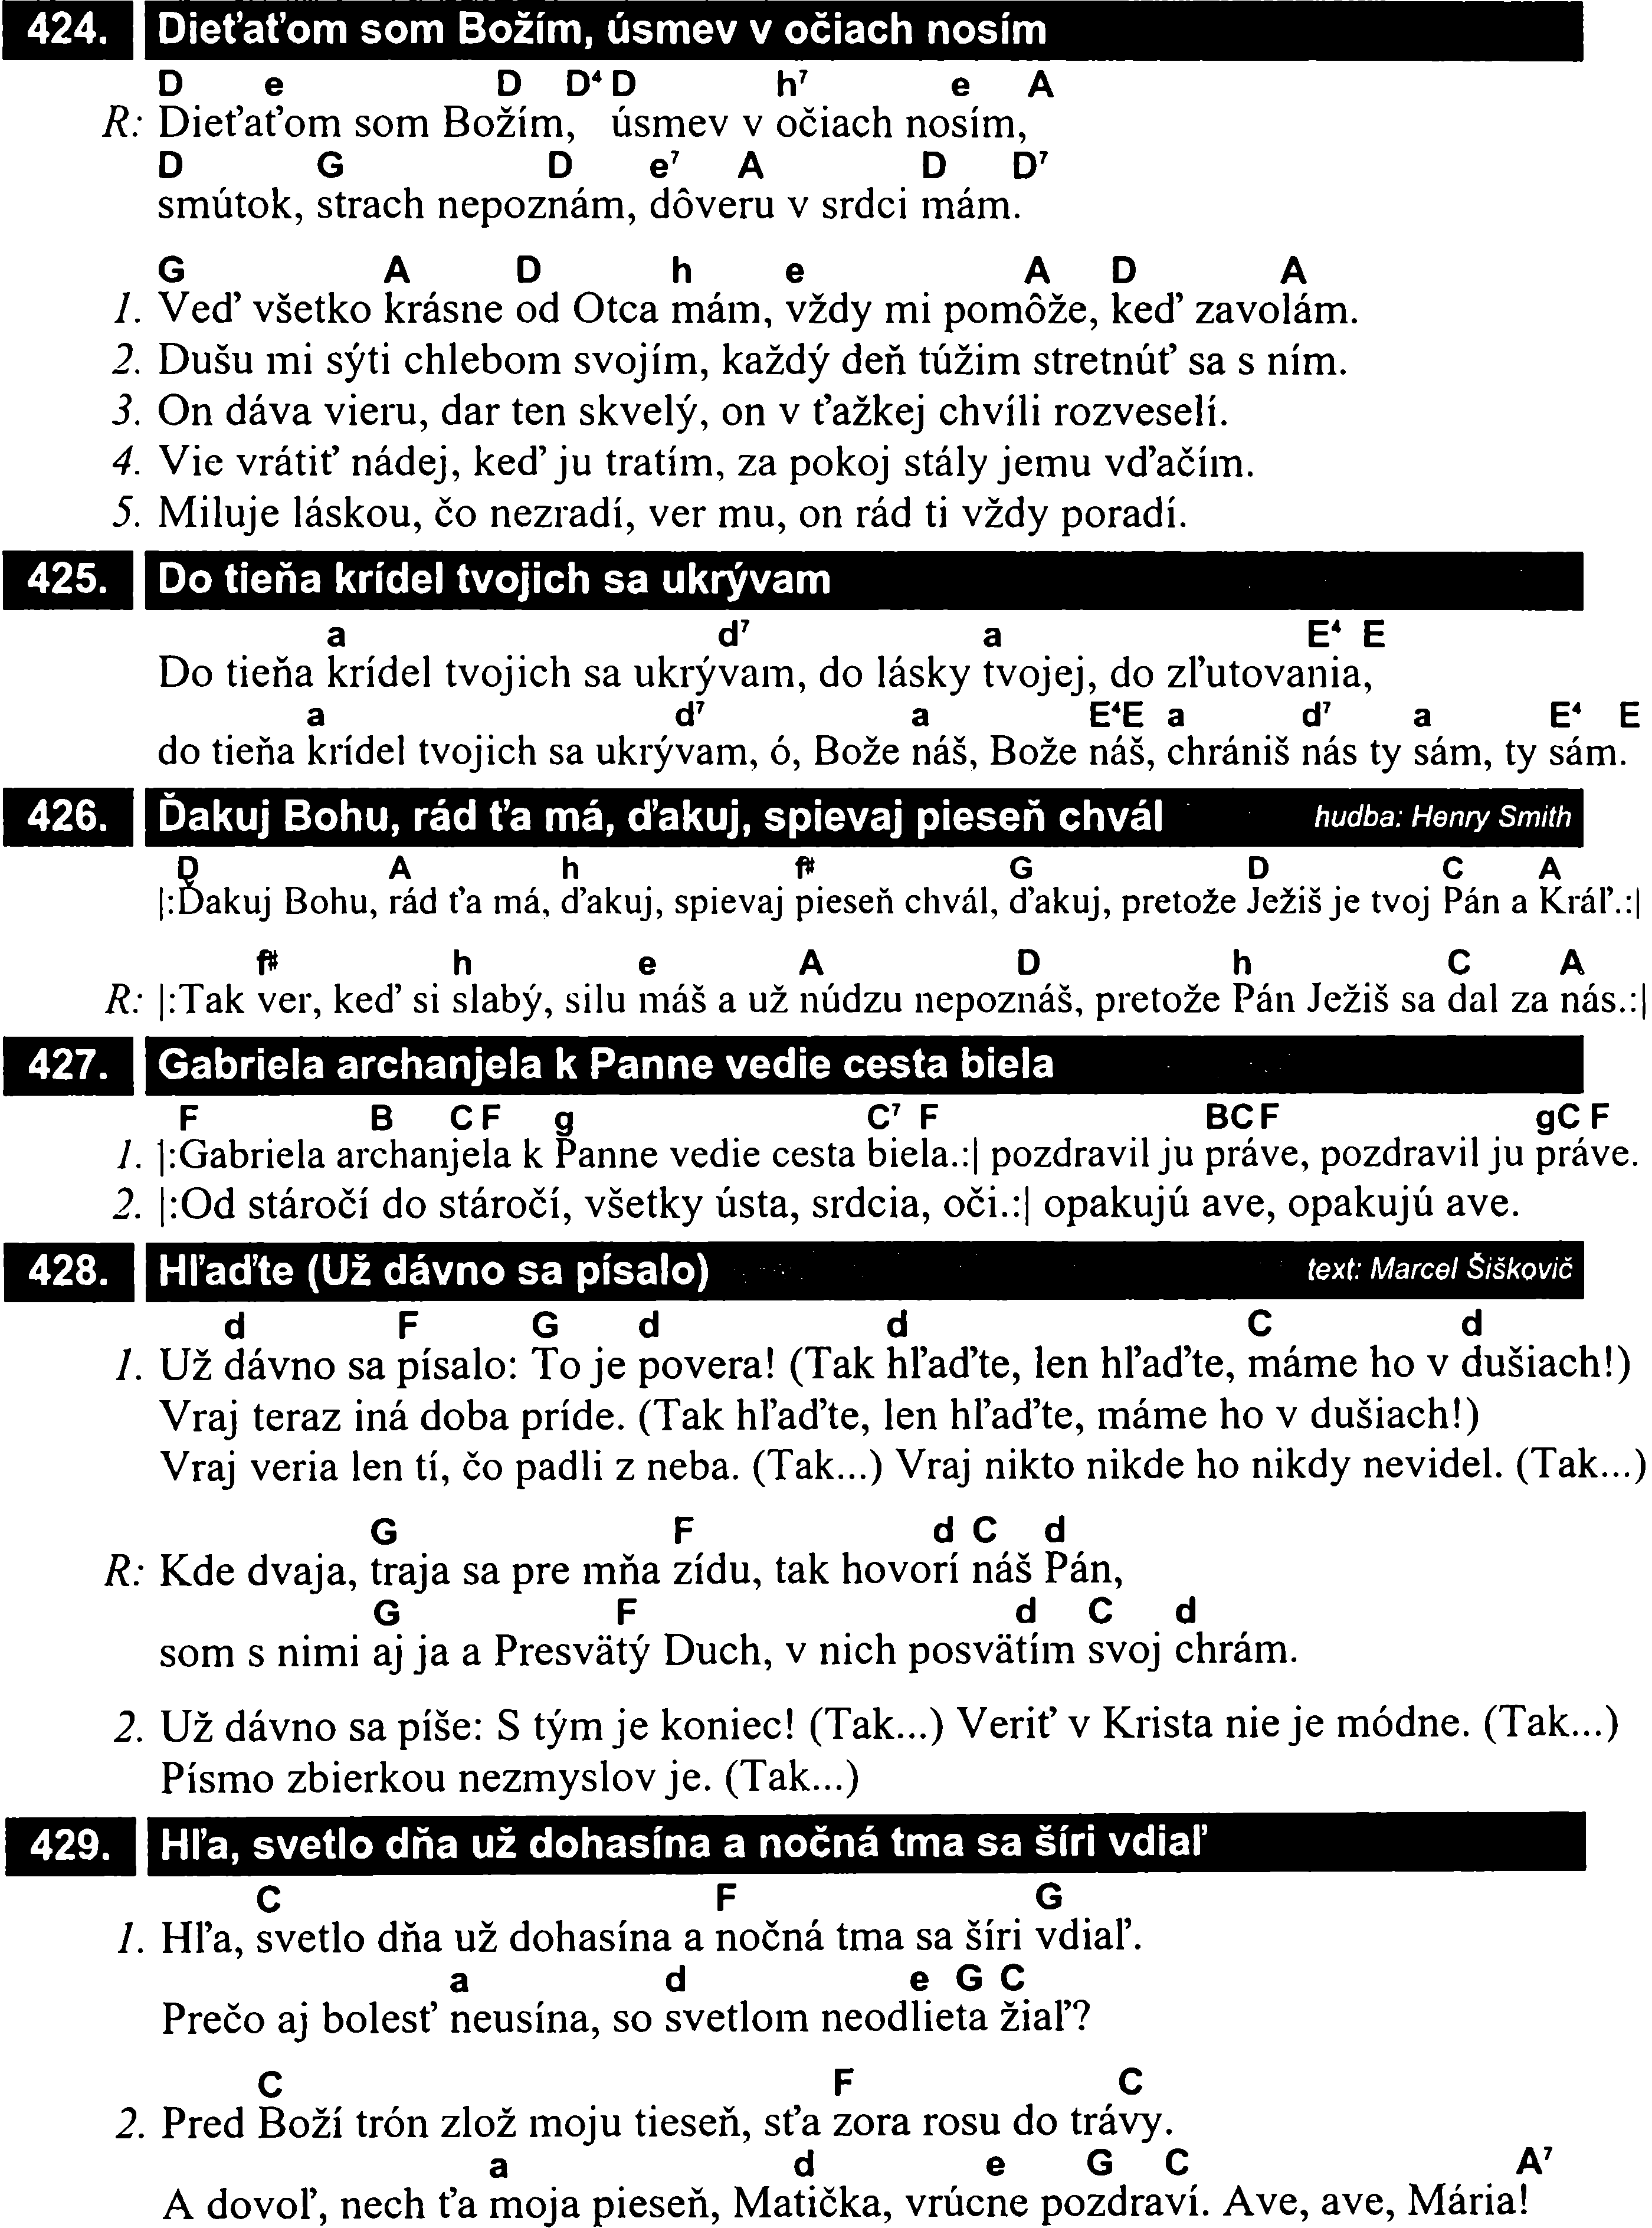 424. Dieťaťom som Božím, úsmev v očiach nosím
D e D D⁴ D h⁷ e A
R: Dieťaťom som Božím, úsmev v očiach nosím,
D G D e⁷ A D D⁷
smútok, strach nepoznám, dôveru v srdci mám.
G A D h e A D A
1. Veď všetko krásne od Otca mám, vždy mi pomôže, keď zavolám.
2. Dušu mi sýti chlebom svojím, každý deň túžim stretnúť sa s ním.
3. On dáva vieru, dar ten skvelý, on v ťažkej chvíli rozveselí.
4. Vie vrátiť nádej, keď ju tratím, za pokoj stály jemu vďačím.
5. Miluje láskou, čo nezradí, ver mu, on rád ti vždy poradí.
425. Do tieňa krídel tvojich sa ukrývam
a d⁷ a E⁴ E
Do tieňa krídel tvojich sa ukrývam, do lásky tvojej, do zľutovania,
a d⁷ a E⁴E a d⁷ a E⁴ E
do tieňa krídel tvojich sa ukrývam, ó, Bože náš, Bože náš, chrániš nás ty sám, ty sám.
426. Ďakuj Bohu, rád ťa má, ďakuj, spievaj pieseň chvál hudba: Henry Smith
D A h f# G D C A
|:Ďakuj Bohu, rád ťa má, ďakuj, spievaj pieseň chvál, ďakuj, pretože Ježiš je tvoj Pán a Kráľ.:|
f# h e A D h C A
R: |:Tak ver, keď si slabý, silu máš a už núdzu nepoznáš, pretože Pán Ježiš sa dal za nás.:|
427. Gabriela archanjela k Panne vedie cesta biela
F B C F g C⁷ F B C F g C F
1. |:Gabriela archanjela k Panne vedie cesta biela.:| pozdravil ju práve, pozdravil ju práve.
2. |:Od stáročí do stáročí, všetky ústa, srdcia, oči.:| opakujú ave, opakujú ave.
428. Hľaďte (Už dávno sa písalo) text: Marcel Šiškovič
d F G d d C d
1. Už dávno sa písalo: To je povera! (Tak hľaďte, len hľaďte, máme ho v dušiach!)
Vraj teraz iná doba príde. (Tak hľaďte, len hľaďte, máme ho v dušiach!)
Vraj veria len tí, čo padli z neba. (Tak...) Vraj nikto nikde ho nikdy nevidel. (Tak...)
G F d C d
R: Kde dvaja, traja sa pre mňa zídu, tak hovorí náš Pán,
G F d C d
som s nimi aj ja a Presvätý Duch, v nich posvätím svoj chrám.
2. Už dávno sa píše: S tým je koniec! (Tak...) Veriť v Krista nie je módne. (Tak...)
Písmo zbierkou nezmyslov je. (Tak...)
429. Hľa, svetlo dňa už dohasína a nočná tma sa šíri vdiaľ
C F G
1. Hľa, svetlo dňa už dohasína a nočná tma sa šíri vdiaľ.
a d e G C
Prečo aj bolesť neusína, so svetlom neodlieta žiaľ?
C F C
2. Pred Boží trón zlož moju tieseň, sťa zora rosu do trávy.
a d e G C A⁷
A dovoľ, nech ťa moja pieseň, Matička, vrúcne pozdraví. Ave, ave, Mária!